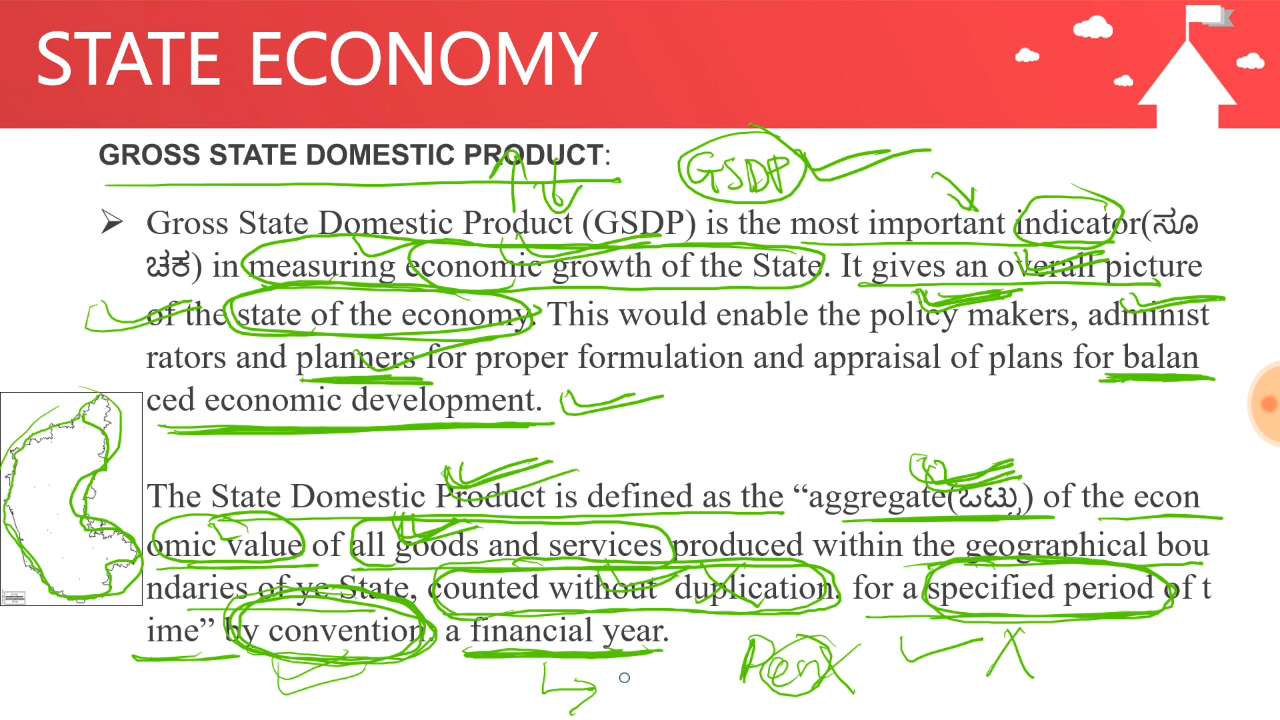 STATE ECONOMY
GROSS STATE DOMESTIC PRODUCT:
GSDP
➢ Gross State Domestic Product (GSDP) is the most important indicator(ಸೂ
ಚಕ) in measuring economic growth of the State. It gives an overall picture
of the state of the economy. This would enable the policy makers, administ
rators and planners for proper formulation and appraisal of plans for balan
ced economic development.
The State Domestic Product is defined as the “aggregate(ಒಟ್ಟು) of the econ
omic value of all goods and services produced within the geographical bou
ndaries of ye State, counted without duplication, for a specified period of t
ime” by convention, a financial year.
Pen X
X